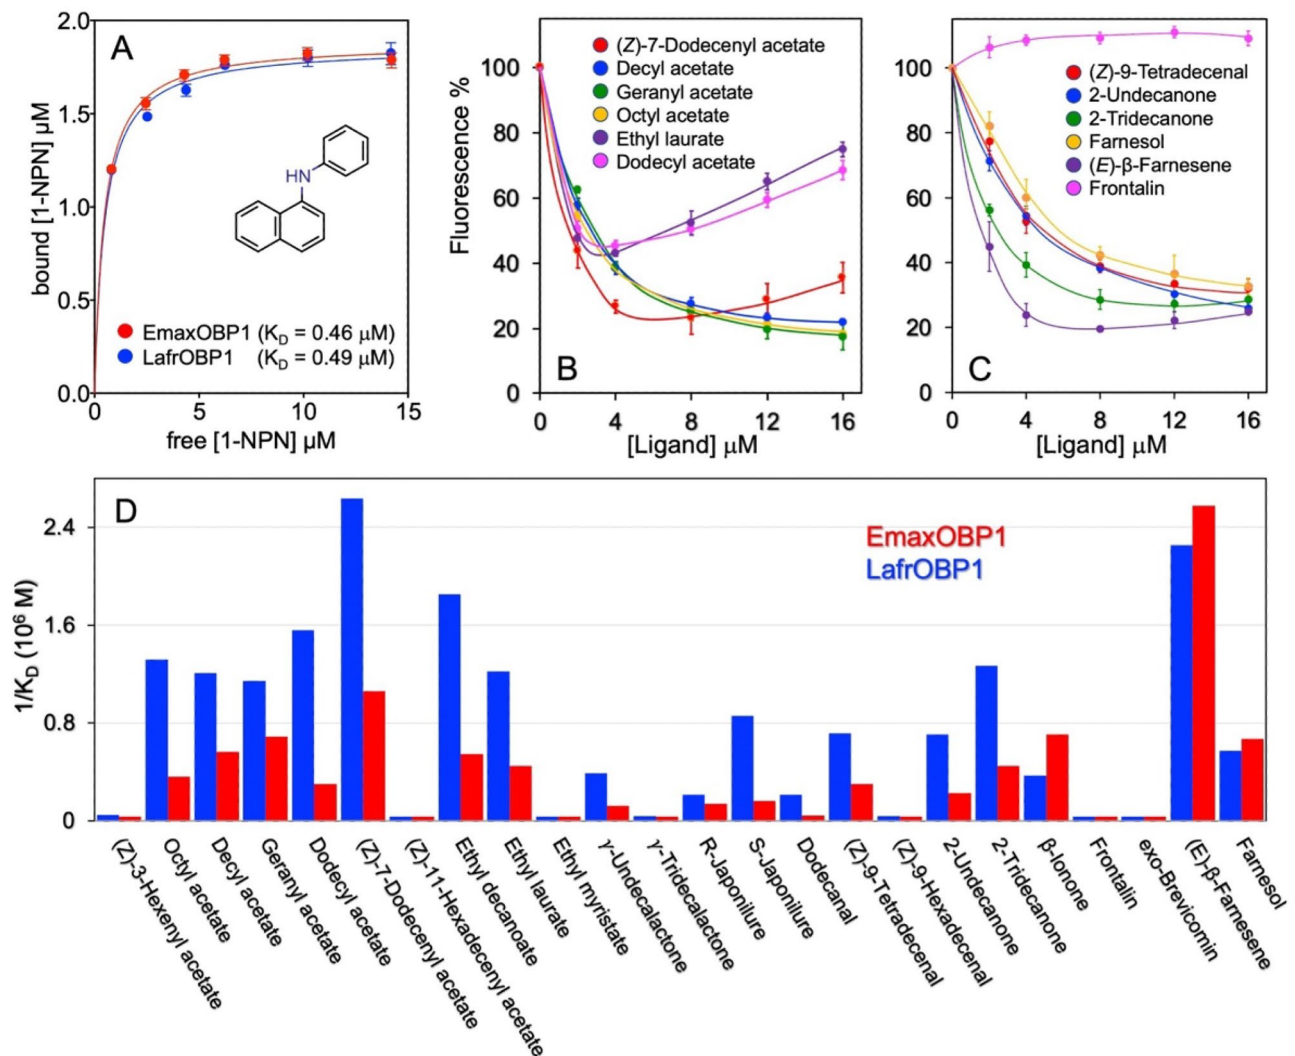 A
bound [1-NPN] µM
2.0
1.5
1.0
0.5
0.0
0
5
10
15
free [1-NPN] µM
HN
EmaxOBP1 (K_D = 0.46 µM)
LafrOBP1 (K_D = 0.49 µM)
B
Fluorescence %
100
80
60
40
20
0
0
4
8
12
16
[Ligand] µM
(Z)-7-Dodecenyl acetate
Decyl acetate
Geranyl acetate
Octyl acetate
Ethyl laurate
Dodecyl acetate
C
100
80
60
40
20
0
0
4
8
12
16
[Ligand] µM
(Z)-9-Tetradecenal
2-Undecanone
2-Tridecanone
Farnesol
(E)-β-Farnesene
Frontalin
D
1/K_D (10⁶ M)
2.4
1.6
0.8
0
EmaxOBP1
LafrOBP1
(Z)-3-Hexenyl acetate
Octyl acetate
Decyl acetate
Geranyl acetate
Dodecyl acetate
(Z)-7-Dodecenyl acetate
(Z)-11-Hexadecenyl acetate
Ethyl decanoate
Ethyl laurate
Ethyl myristate
γ-Undecalactone
γ-Tridecalactone
R-Japonilure
S-Japonilure
Dodecanal
(Z)-9-Tetradecenal
(Z)-9-Hexadecenal
2-Undecanone
2-Tridecanone
β-Ionone
Frontalin
exo-Brevicomin
(E)-β-Farnesene
Farnesol